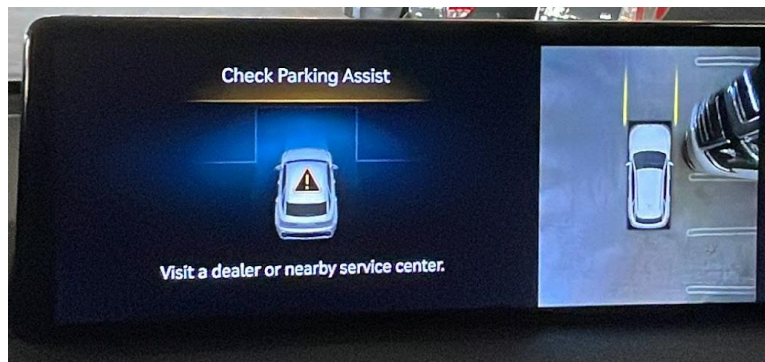 Check Parking Assist
Visit a dealer or nearby service center.